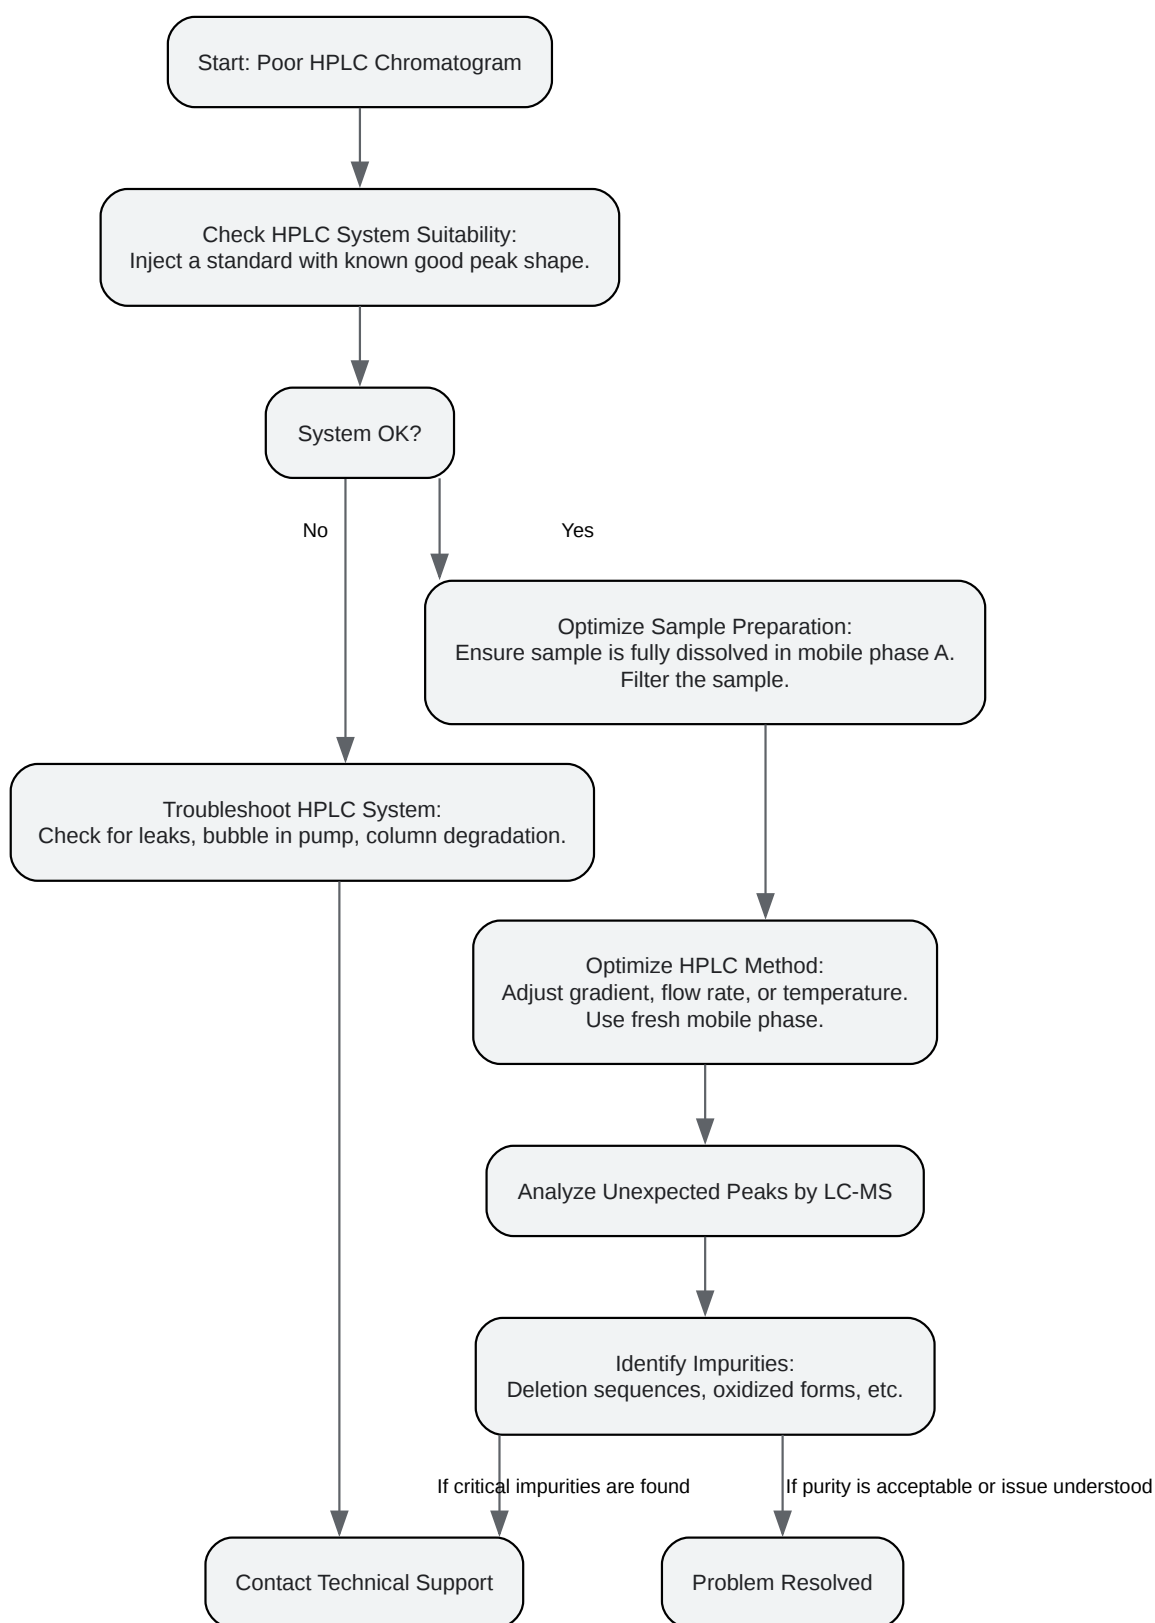 Start: Poor HPLC Chromatogram
Check HPLC System Suitability:
Inject a standard with known good peak shape.
System OK?
No
Yes
Optimize Sample Preparation:
Ensure sample is fully dissolved in mobile phase A.
Filter the sample.
Troubleshoot HPLC System:
Check for leaks, bubble in pump, column degradation.
Optimize HPLC Method:
Adjust gradient, flow rate, or temperature.
Use fresh mobile phase.
Analyze Unexpected Peaks by LC-MS
Identify Impurities:
Deletion sequences, oxidized forms, etc.
If critical impurities are found
If purity is acceptable or issue understood
Contact Technical Support
Problem Resolved